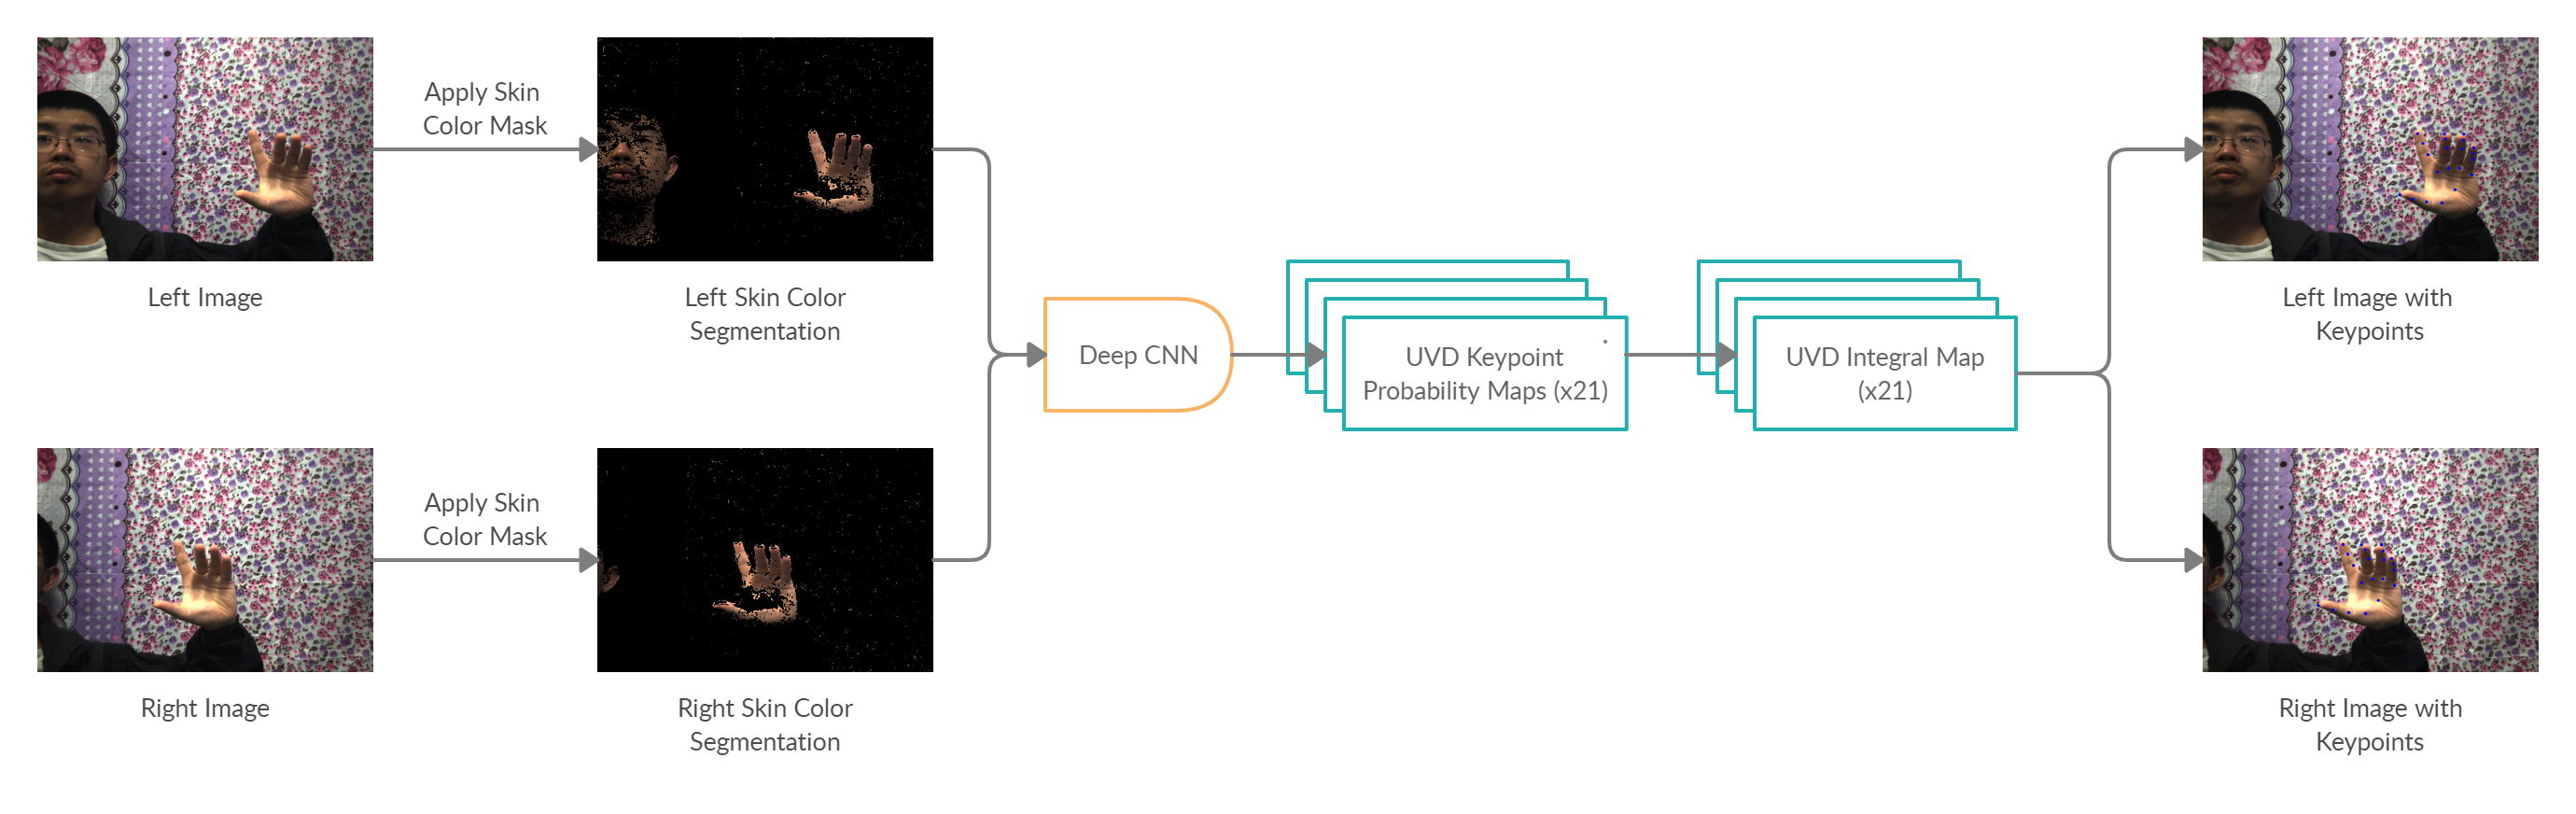 Apply Skin
Color Mask
Left Image
Left Skin Color
Segmentation
Apply Skin
Color Mask
Right Image
Right Skin Color
Segmentation
Deep CNN
UVD Keypoint
Probability Maps (x21)
UVD Integral Map
(x21)
Left Image with
Keypoints
Right Image with
Keypoints